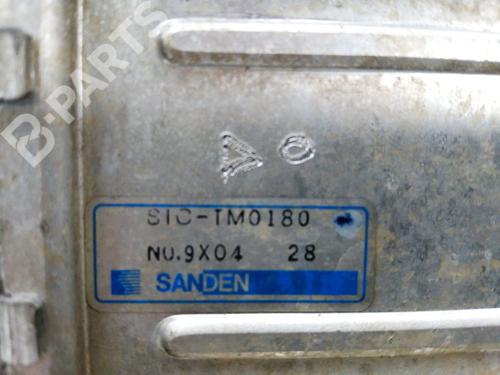 B-PARTS
SIC-TM0180
NO.9X04 28
SANDEN